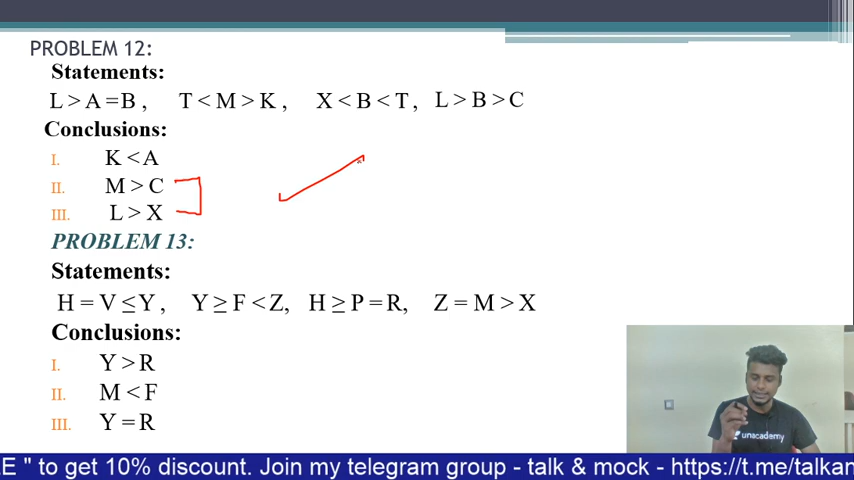 PROBLEM 12:
Statements:
L > A = B , T < M > K , X < B < T , L > B > C
Conclusions:
I. K < A
II. M > C
III. L > X
PROBLEM 13:
Statements:
H = V ≤ Y , Y ≥ F < Z, H ≥ P = R, Z = M > X
Conclusions:
I. Y > R
II. M < F
III. Y = R
unacademy
E " to get 10% discount. Join my telegram group - talk & mock - https://t.me/talkan